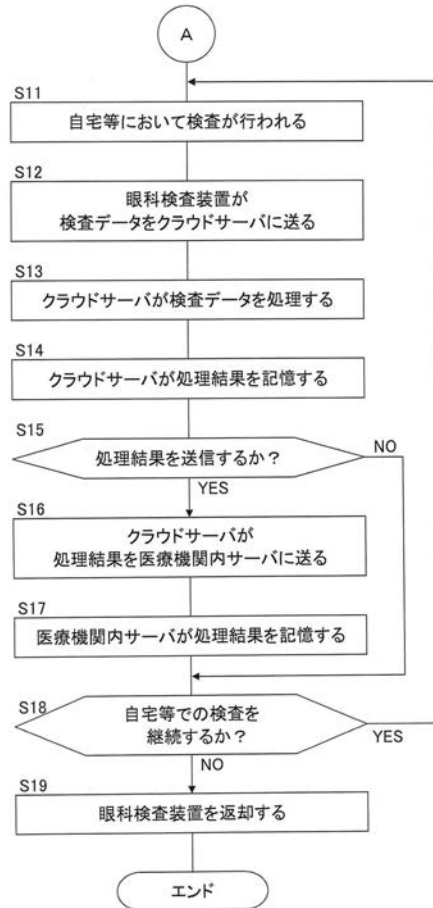 A
S11
自宅等において検査が行われる
S12
眼科検査装置が
検査データをクラウドサーバに送る
S13
クラウドサーバが検査データを処理する
S14
クラウドサーバが処理結果を記憶する
S15
処理結果を送信するか?
NO
YES
S16
クラウドサーバが
処理結果を医療機関内サーバに送る
S17
医療機関内サーバが処理結果を記憶する
S18
自宅等での検査を
継続するか?
YES
NO
S19
眼科検査装置を返却する
エンド